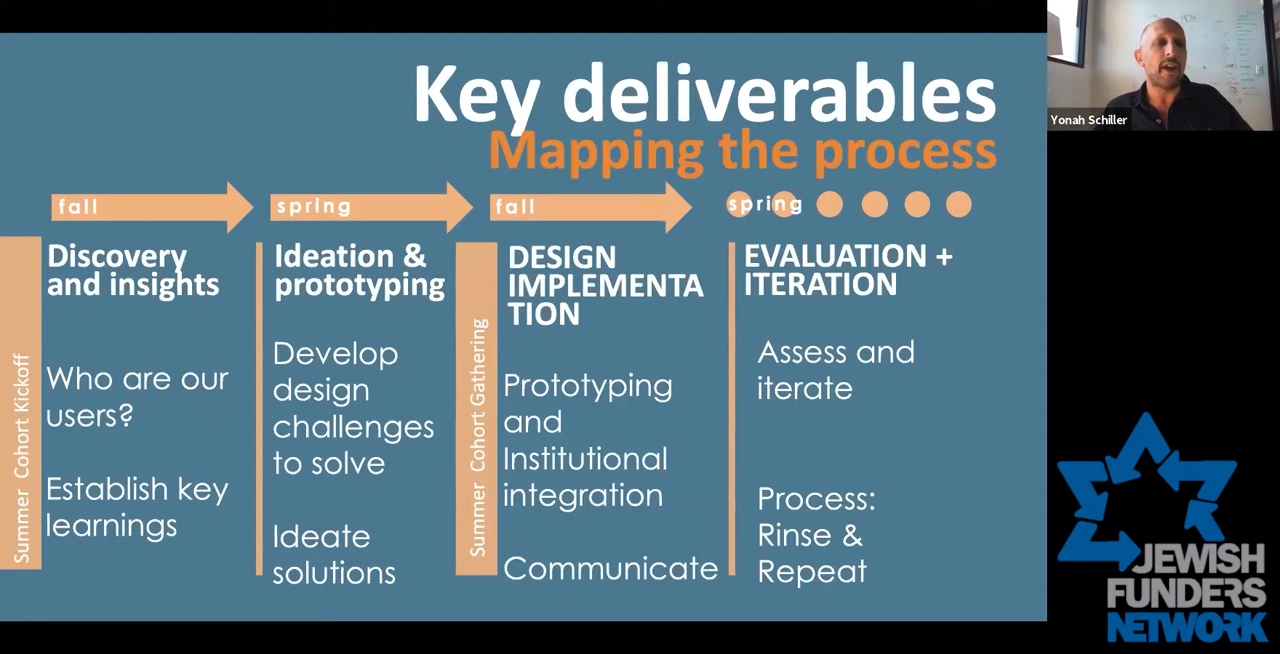 Key deliverables
Mapping the process
fall
spring
fall
spring
Summer Cohort Kickoff
Discovery
and insights
Who are our
users?
Establish key
learnings
Ideation &
prototyping
Develop
design
challenges
to solve
Ideate
solutions
Summer Cohort Gathering
DESIGN
IMPLEMENTA
TION
Prototyping
and
Institutional
integration
Communicate
EVALUATION +
ITERATION
Assess and
iterate
Process:
Rinse &
Repeat
Yonah Schiller
JEWISH
FUNDERS
NETWORK